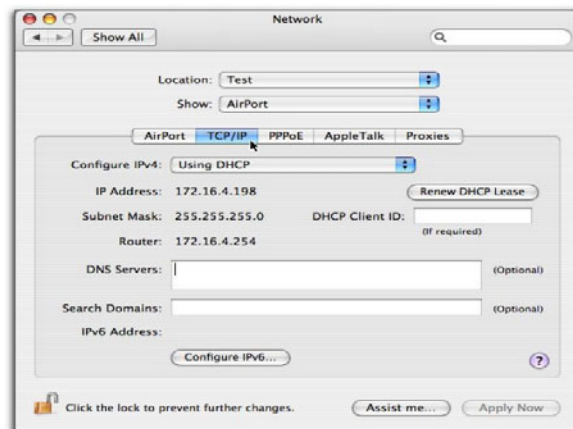 Network
Show All
Location: Test
Show: AirPort
AirPort TCP/IP PPPoE AppleTalk Proxies
Configure IPv4: Using DHCP
IP Address: 172.16.4.198 Renew DHCP Lease
Subnet Mask: 255.255.255.0 DHCP Client ID:
(If required)
Router: 172.16.4.254
DNS Servers: (Optional)
Search Domains: (Optional)
IPv6 Address:
Configure IPv6... ?
Click the lock to prevent further changes. Assist me... Apply Now